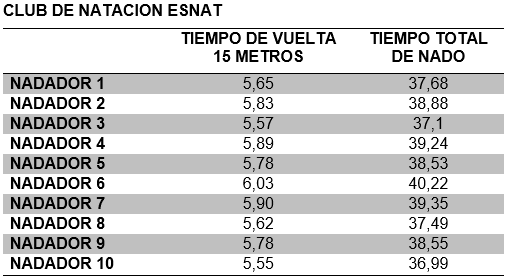 CLUB DE NATACION ESNAT
TIEMPO DE VUELTA 15 METROS TIEMPO TOTAL DE NADO
NADADOR 1 5,65 37,68
NADADOR 2 5,83 38,88
NADADOR 3 5,57 37,1
NADADOR 4 5,89 39,24
NADADOR 5 5,78 38,53
NADADOR 6 6,03 40,22
NADADOR 7 5,90 39,35
NADADOR 8 5,62 37,49
NADADOR 9 5,78 38,55
NADADOR 10 5,55 36,99